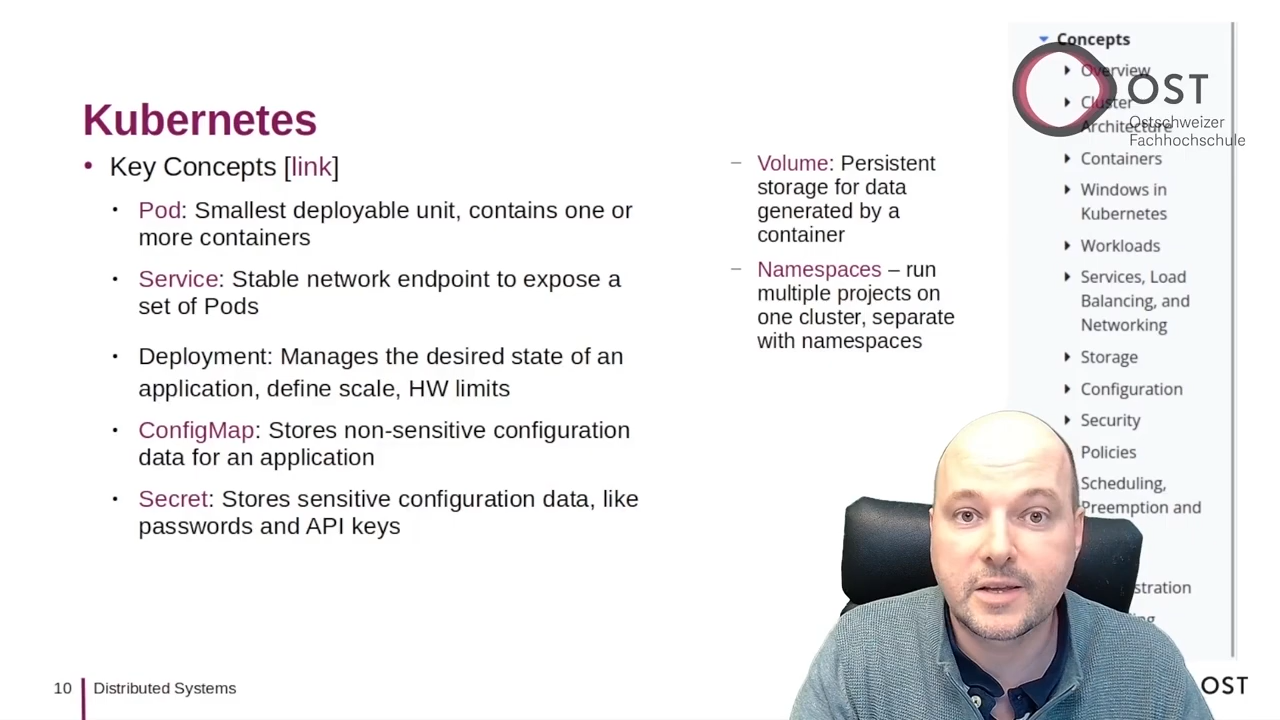 Kubernetes
• Key Concepts [link]
• Pod: Smallest deployable unit, contains one or
more containers
• Service: Stable network endpoint to expose a
set of Pods
• Deployment: Manages the desired state of an
application, define scale, HW limits
• ConfigMap: Stores non-sensitive configuration
data for an application
• Secret: Stores sensitive configuration data, like
passwords and API keys
– Volume: Persistent
storage for data
generated by a
container
– Namespaces – run
multiple projects on
one cluster, separate
with namespaces
Concepts
Overview
Cluster
Architecture
Containers
Windows in
Kubernetes
Workloads
Services, Load
Balancing, and
Networking
Storage
Configuration
Security
Policies
Scheduling,
Preemption and
OST
Ostschweizer
Fachhochschule
10
Distributed Systems
OST